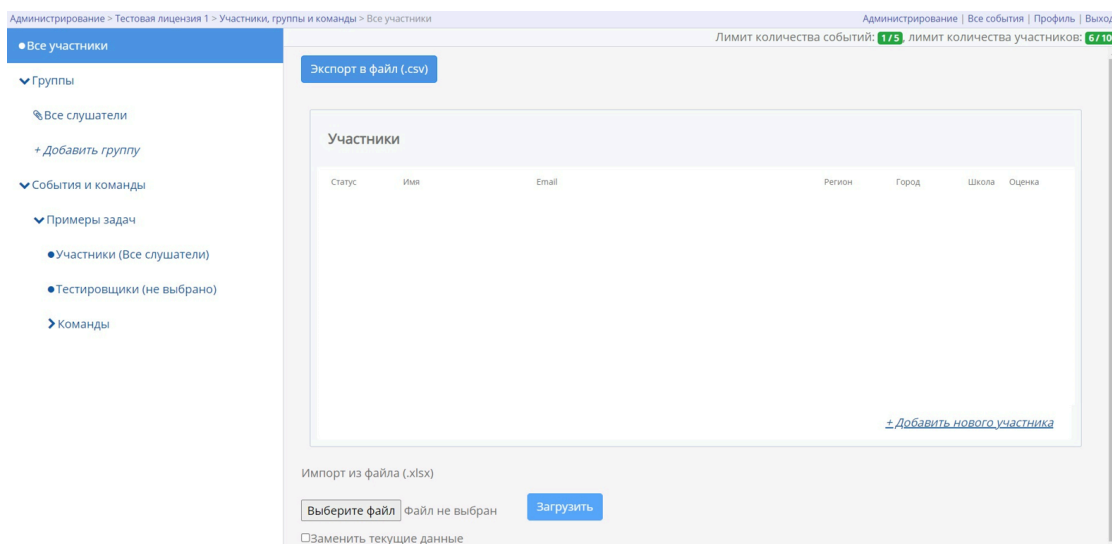 Администрирование > Тестовая лицензия 1 > Участники, группы и команды > Все участники
Администрирование | Все события | Профиль | Выход
Все участники
Лимит количества событий: 1 / 5, лимит количества участников: 6 / 10
Экспорт в файл (.csv)
Группы
Все слушатели
+ Добавить группу
События и команды
Примеры задач
Участники (Все слушатели)
Тестировщики (не выбрано)
Команды
Участники
Статус Имя Email Регион Город Школа Оценка
+ Добавить нового участника
Импорт из файла (.xlsx)
Выберите файл Файл не выбран Загрузить
Заменить текущие данные